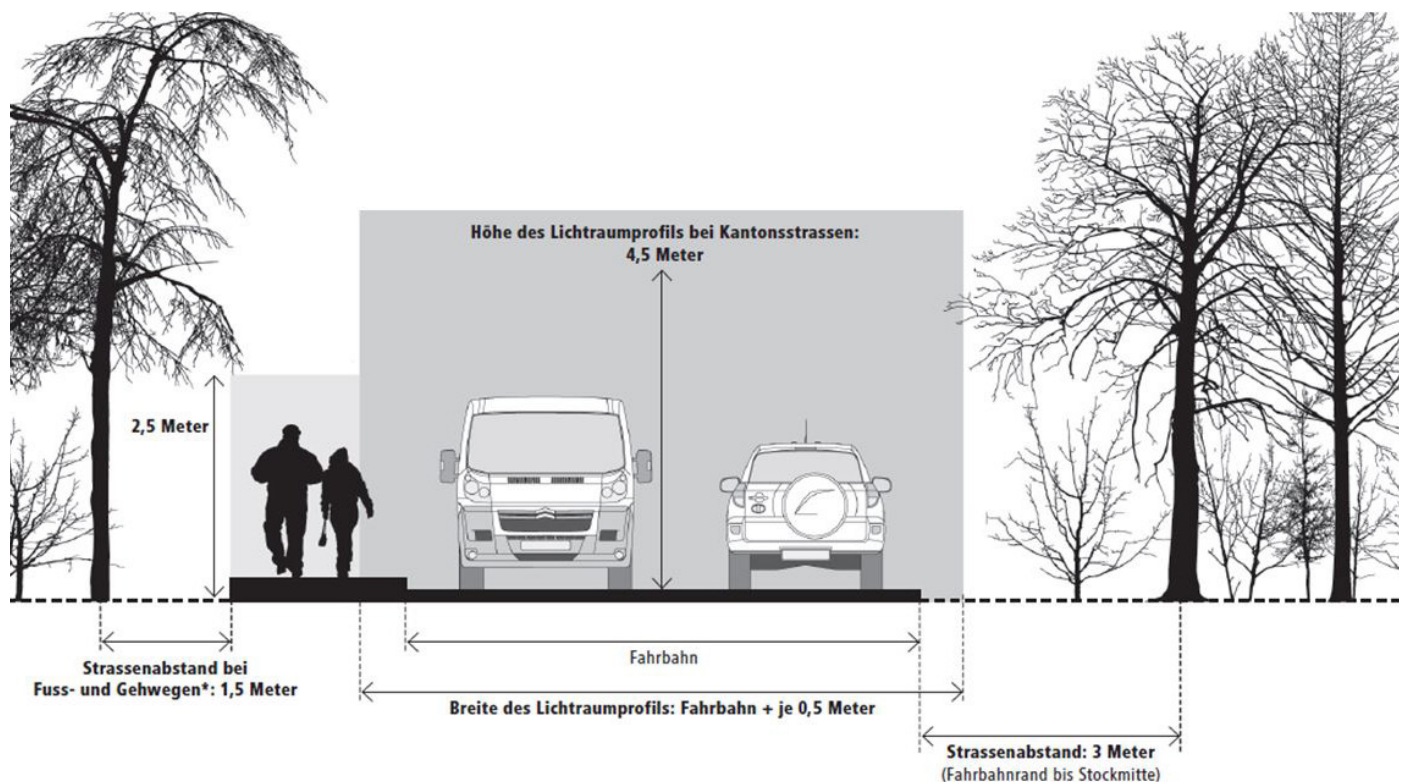 Höhe des Lichtraumprofils bei Kantonsstrassen:
4,5 Meter
2,5 Meter
Fahrbahn
Strassenabstand bei
Fuss- und Gehwegen*: 1,5 Meter
Breite des Lichtraumprofils: Fahrbahn + je 0,5 Meter
Strassenabstand: 3 Meter
(Fahrbahnrand bis Stockmitte)